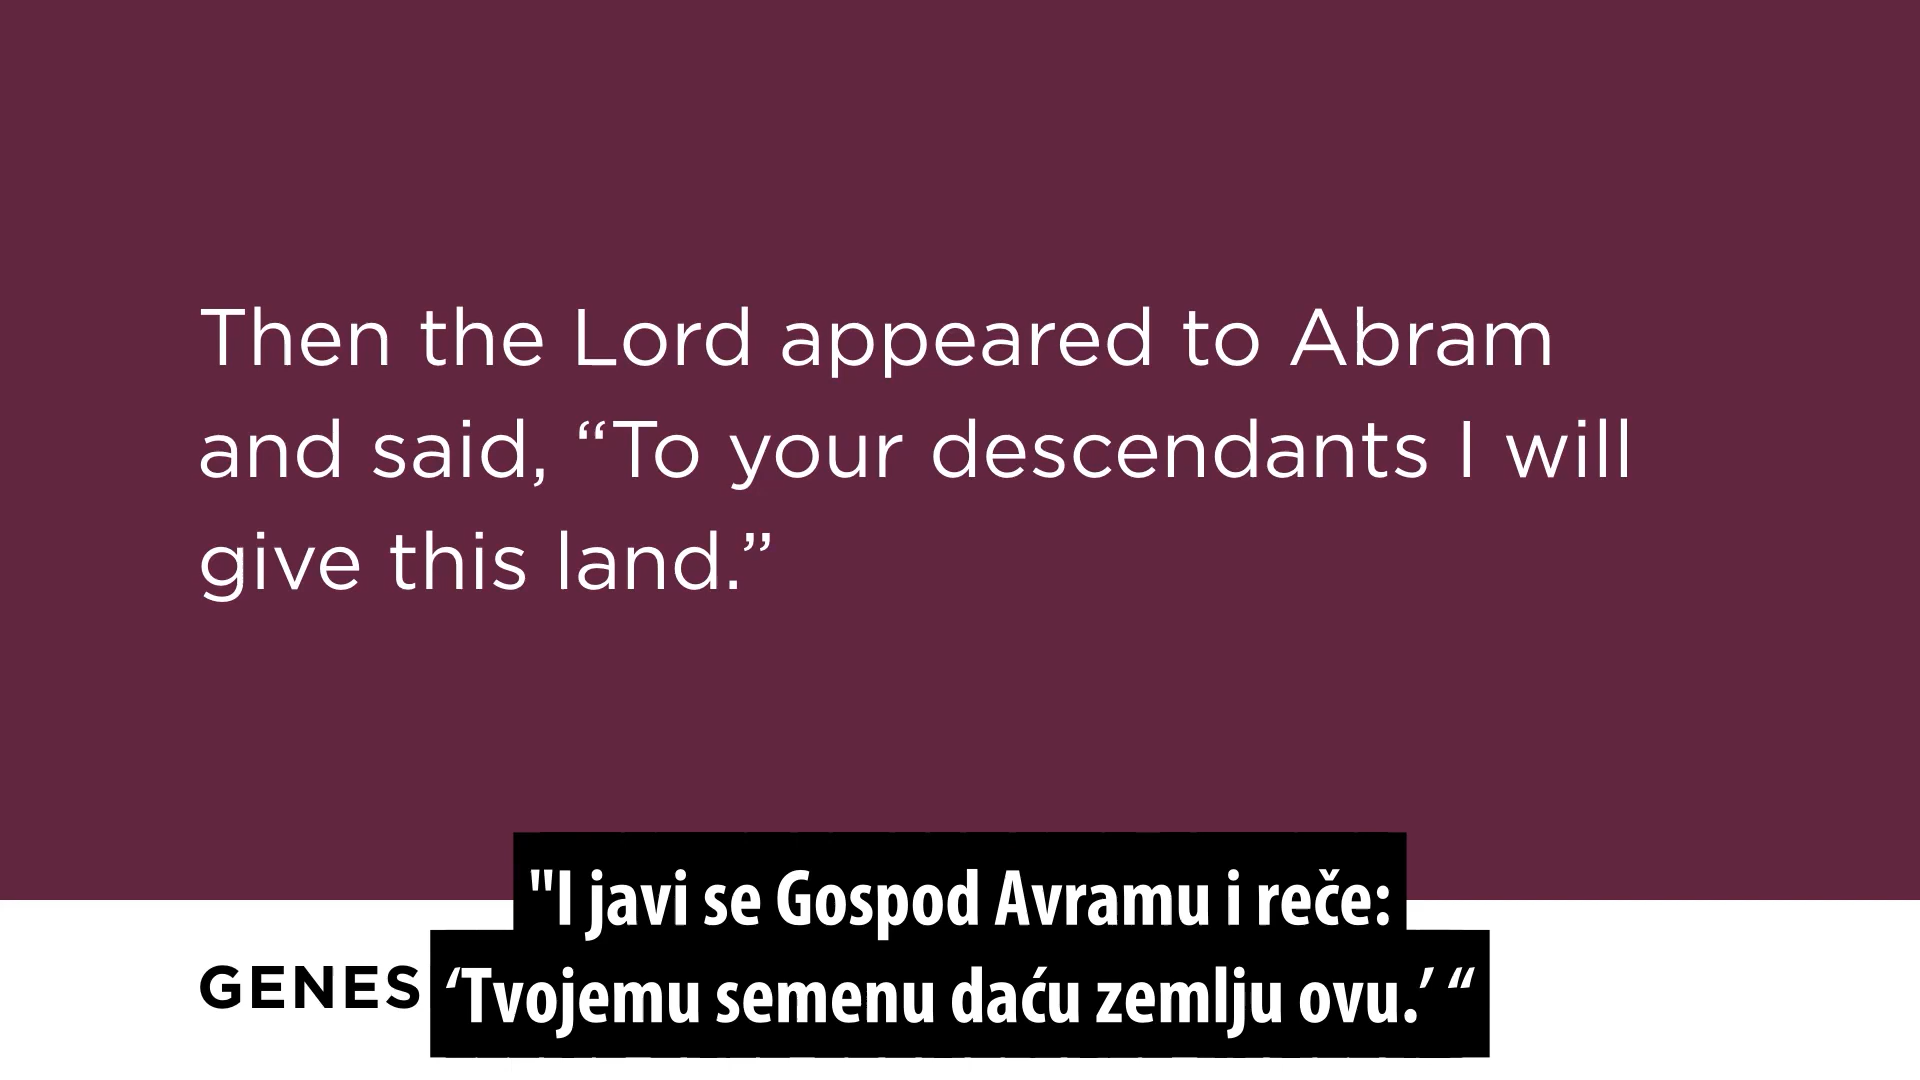 Then the Lord appeared to Abram
and said, “To your descendants I will
give this land.”
"I javi se Gospod Avramu i reče:
GENES
‘Tvojemu semenu daću zemlju ovu.’ “